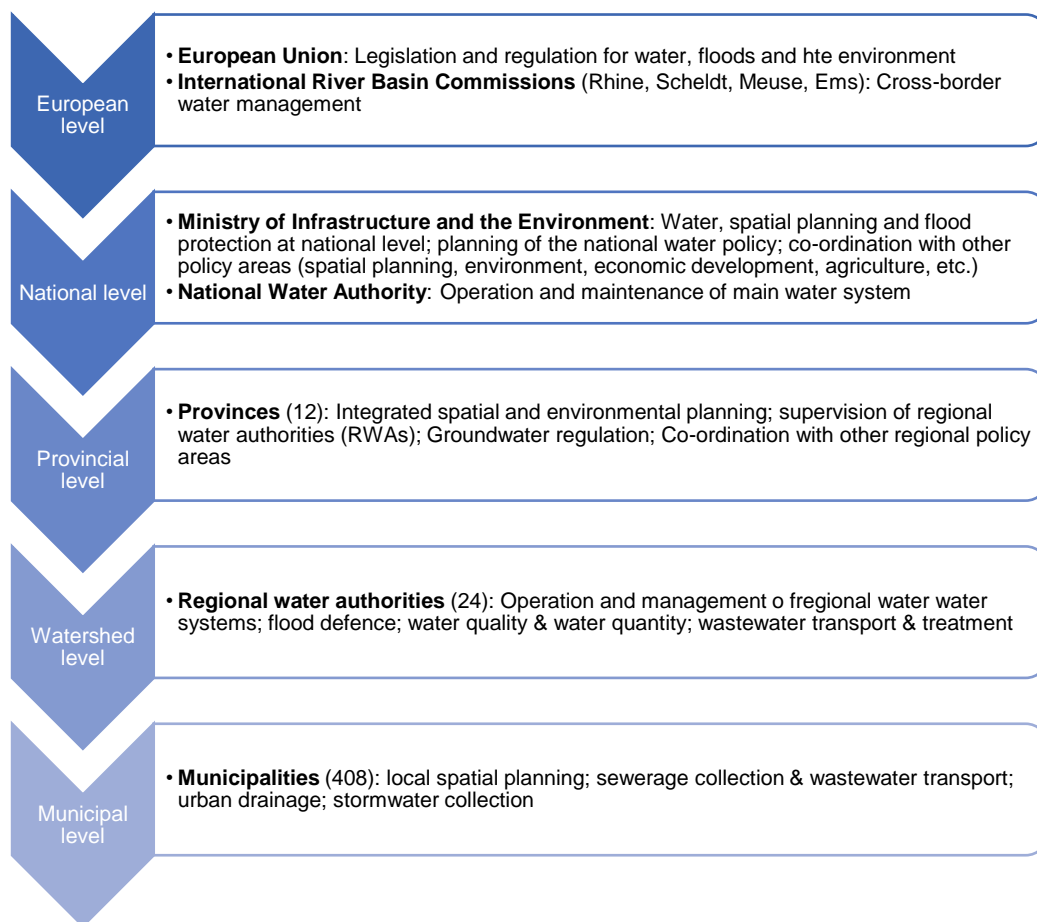 European
level
• European Union: Legislation and regulation for water, floods and hte environment
• International River Basin Commissions (Rhine, Scheldt, Meuse, Ems): Cross-border
water management
National level
• Ministry of Infrastructure and the Environment: Water, spatial planning and flood
protection at national level; planning of the national water policy; co-ordination with other
policy areas (spatial planning, environment, economic development, agriculture, etc.)
• National Water Authority: Operation and maintenance of main water system
Provincial
level
• Provinces (12): Integrated spatial and environmental planning; supervision of regional
water authorities (RWAs); Groundwater regulation; Co-ordination with other regional policy
areas
Watershed
level
• Regional water authorities (24): Operation and management o fregional water water
systems; flood defence; water quality & water quantity; wastewater transport & treatment
Municipal
level
• Municipalities (408): local spatial planning; sewerage collection & wastewater transport;
urban drainage; stormwater collection